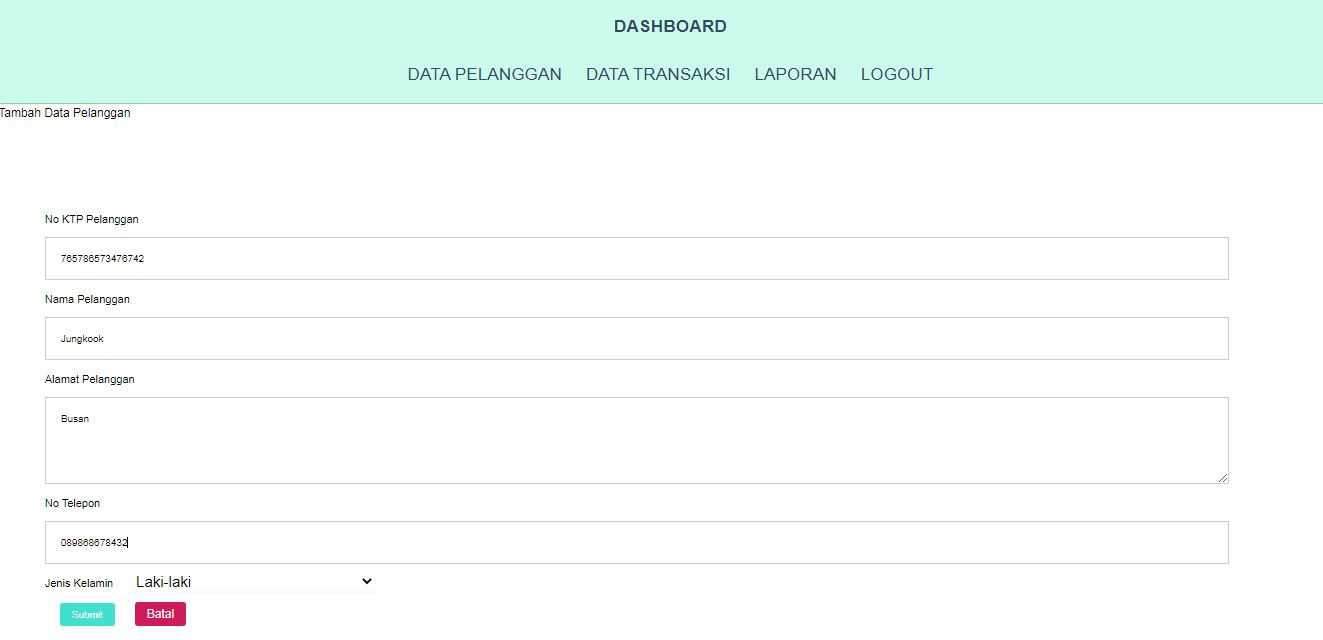 DASHBOARD
DATA PELANGGAN DATA TRANSAKSI LAPORAN LOGOUT
Tambah Data Pelanggan
No KTP Pelanggan
765786573476742
Nama Pelanggan
Jungkook
Alamat Pelanggan
Busan
No Telepon
089868678432
Jenis Kelamin Laki-laki
Submit Batal